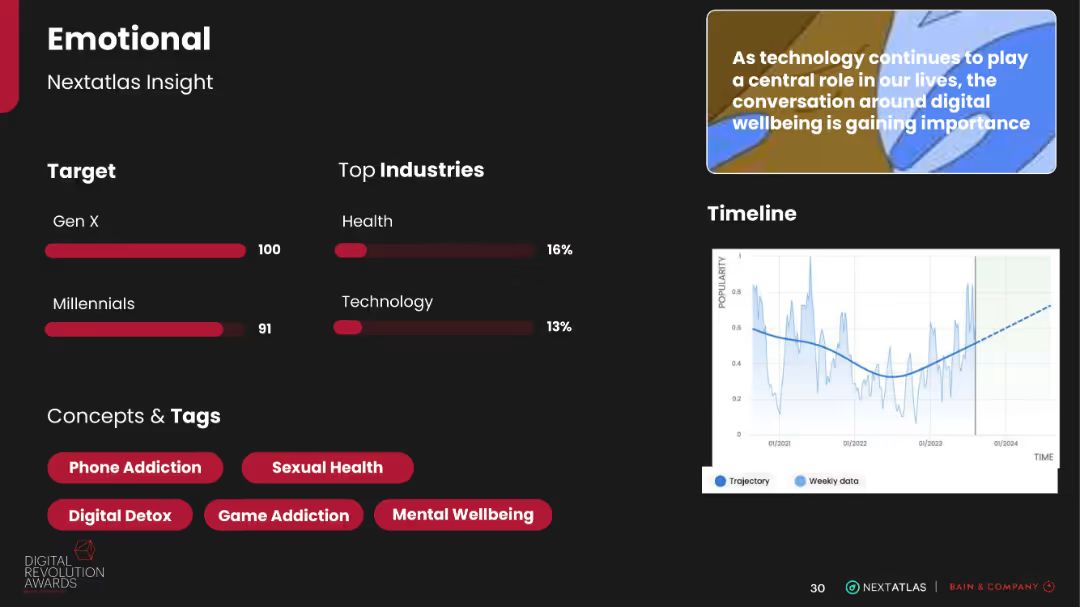 Emotional
Nextatlas Insight
As technology continues to play
a central role in our lives, the
conversation around digital
wellbeing is gaining importance
Target
Top Industries
Gen X
100
Health
16%
Millennials
91
Technology
13%
Timeline
POPULARITY
1
0.8
0.6
0.4
0.2
0
01/2021
01/2022
01/2023
01/2024
TIME
Trajectory
Weekly data
Concepts & Tags
Phone Addiction
Sexual Health
Digital Detox
Game Addiction
Mental Wellbeing
DIGITAL
REVOLUTION
AWARDS
30
NEXTATLAS
BAIN & COMPANY